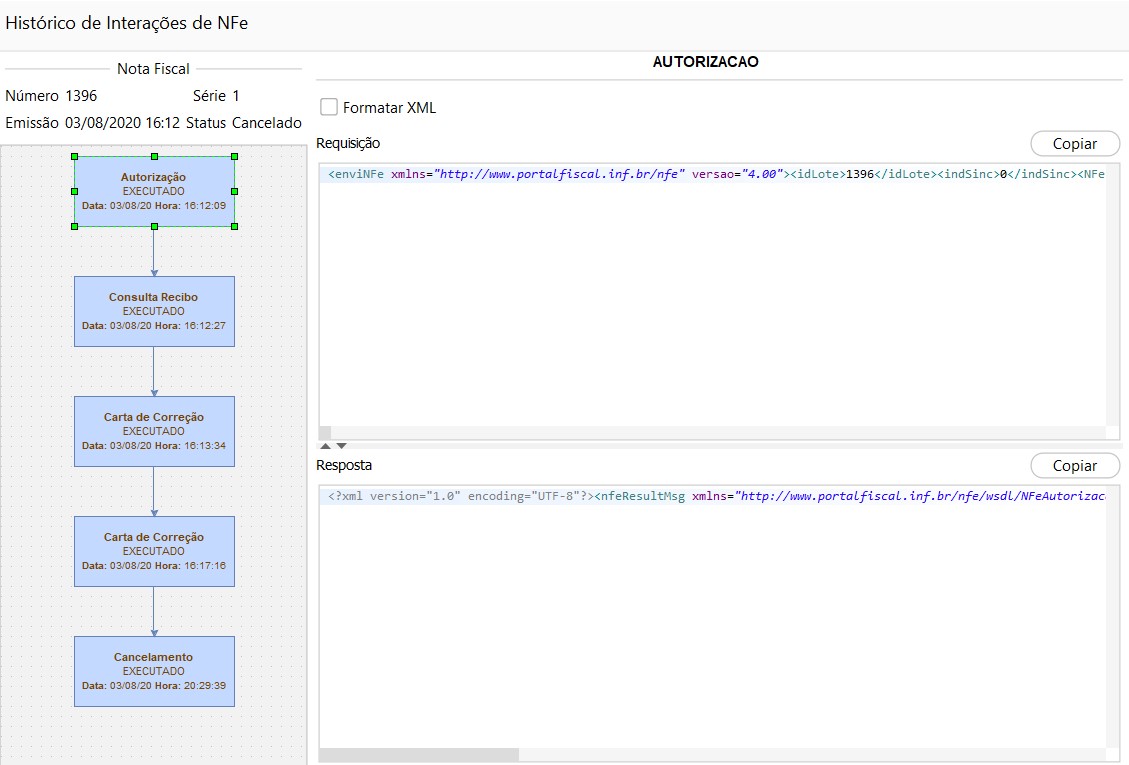 Histórico de Interações de NFe
Nota Fiscal
Número 1396 Série 1
Emissão 03/08/2020 16:12 Status Cancelado
Autorização
EXECUTADO
Data: 03/08/20 Hora: 16:12:09
Consulta Recibo
EXECUTADO
Data: 03/08/20 Hora: 16:12:27
Carta de Correção
EXECUTADO
Data: 03/08/20 Hora: 16:13:34
Carta de Correção
EXECUTADO
Data: 03/08/20 Hora: 16:17:16
Cancelamento
EXECUTADO
Data: 03/08/20 Hora: 20:29:39
AUTORIZACAO
Formatar XML
Requisição
Copiar
<enviNFe xmlns="http://www.portalfiscal.inf.br/nfe" versao="4.00"><idLote>1396</idLote><indSinc>0</indSinc><NFe
Resposta
Copiar
<?xml version="1.0" encoding="UTF-8"?><nfeResultMsg xmlns="http://www.portalfiscal.inf.br/nfe/wsdl/NFeAutorizac